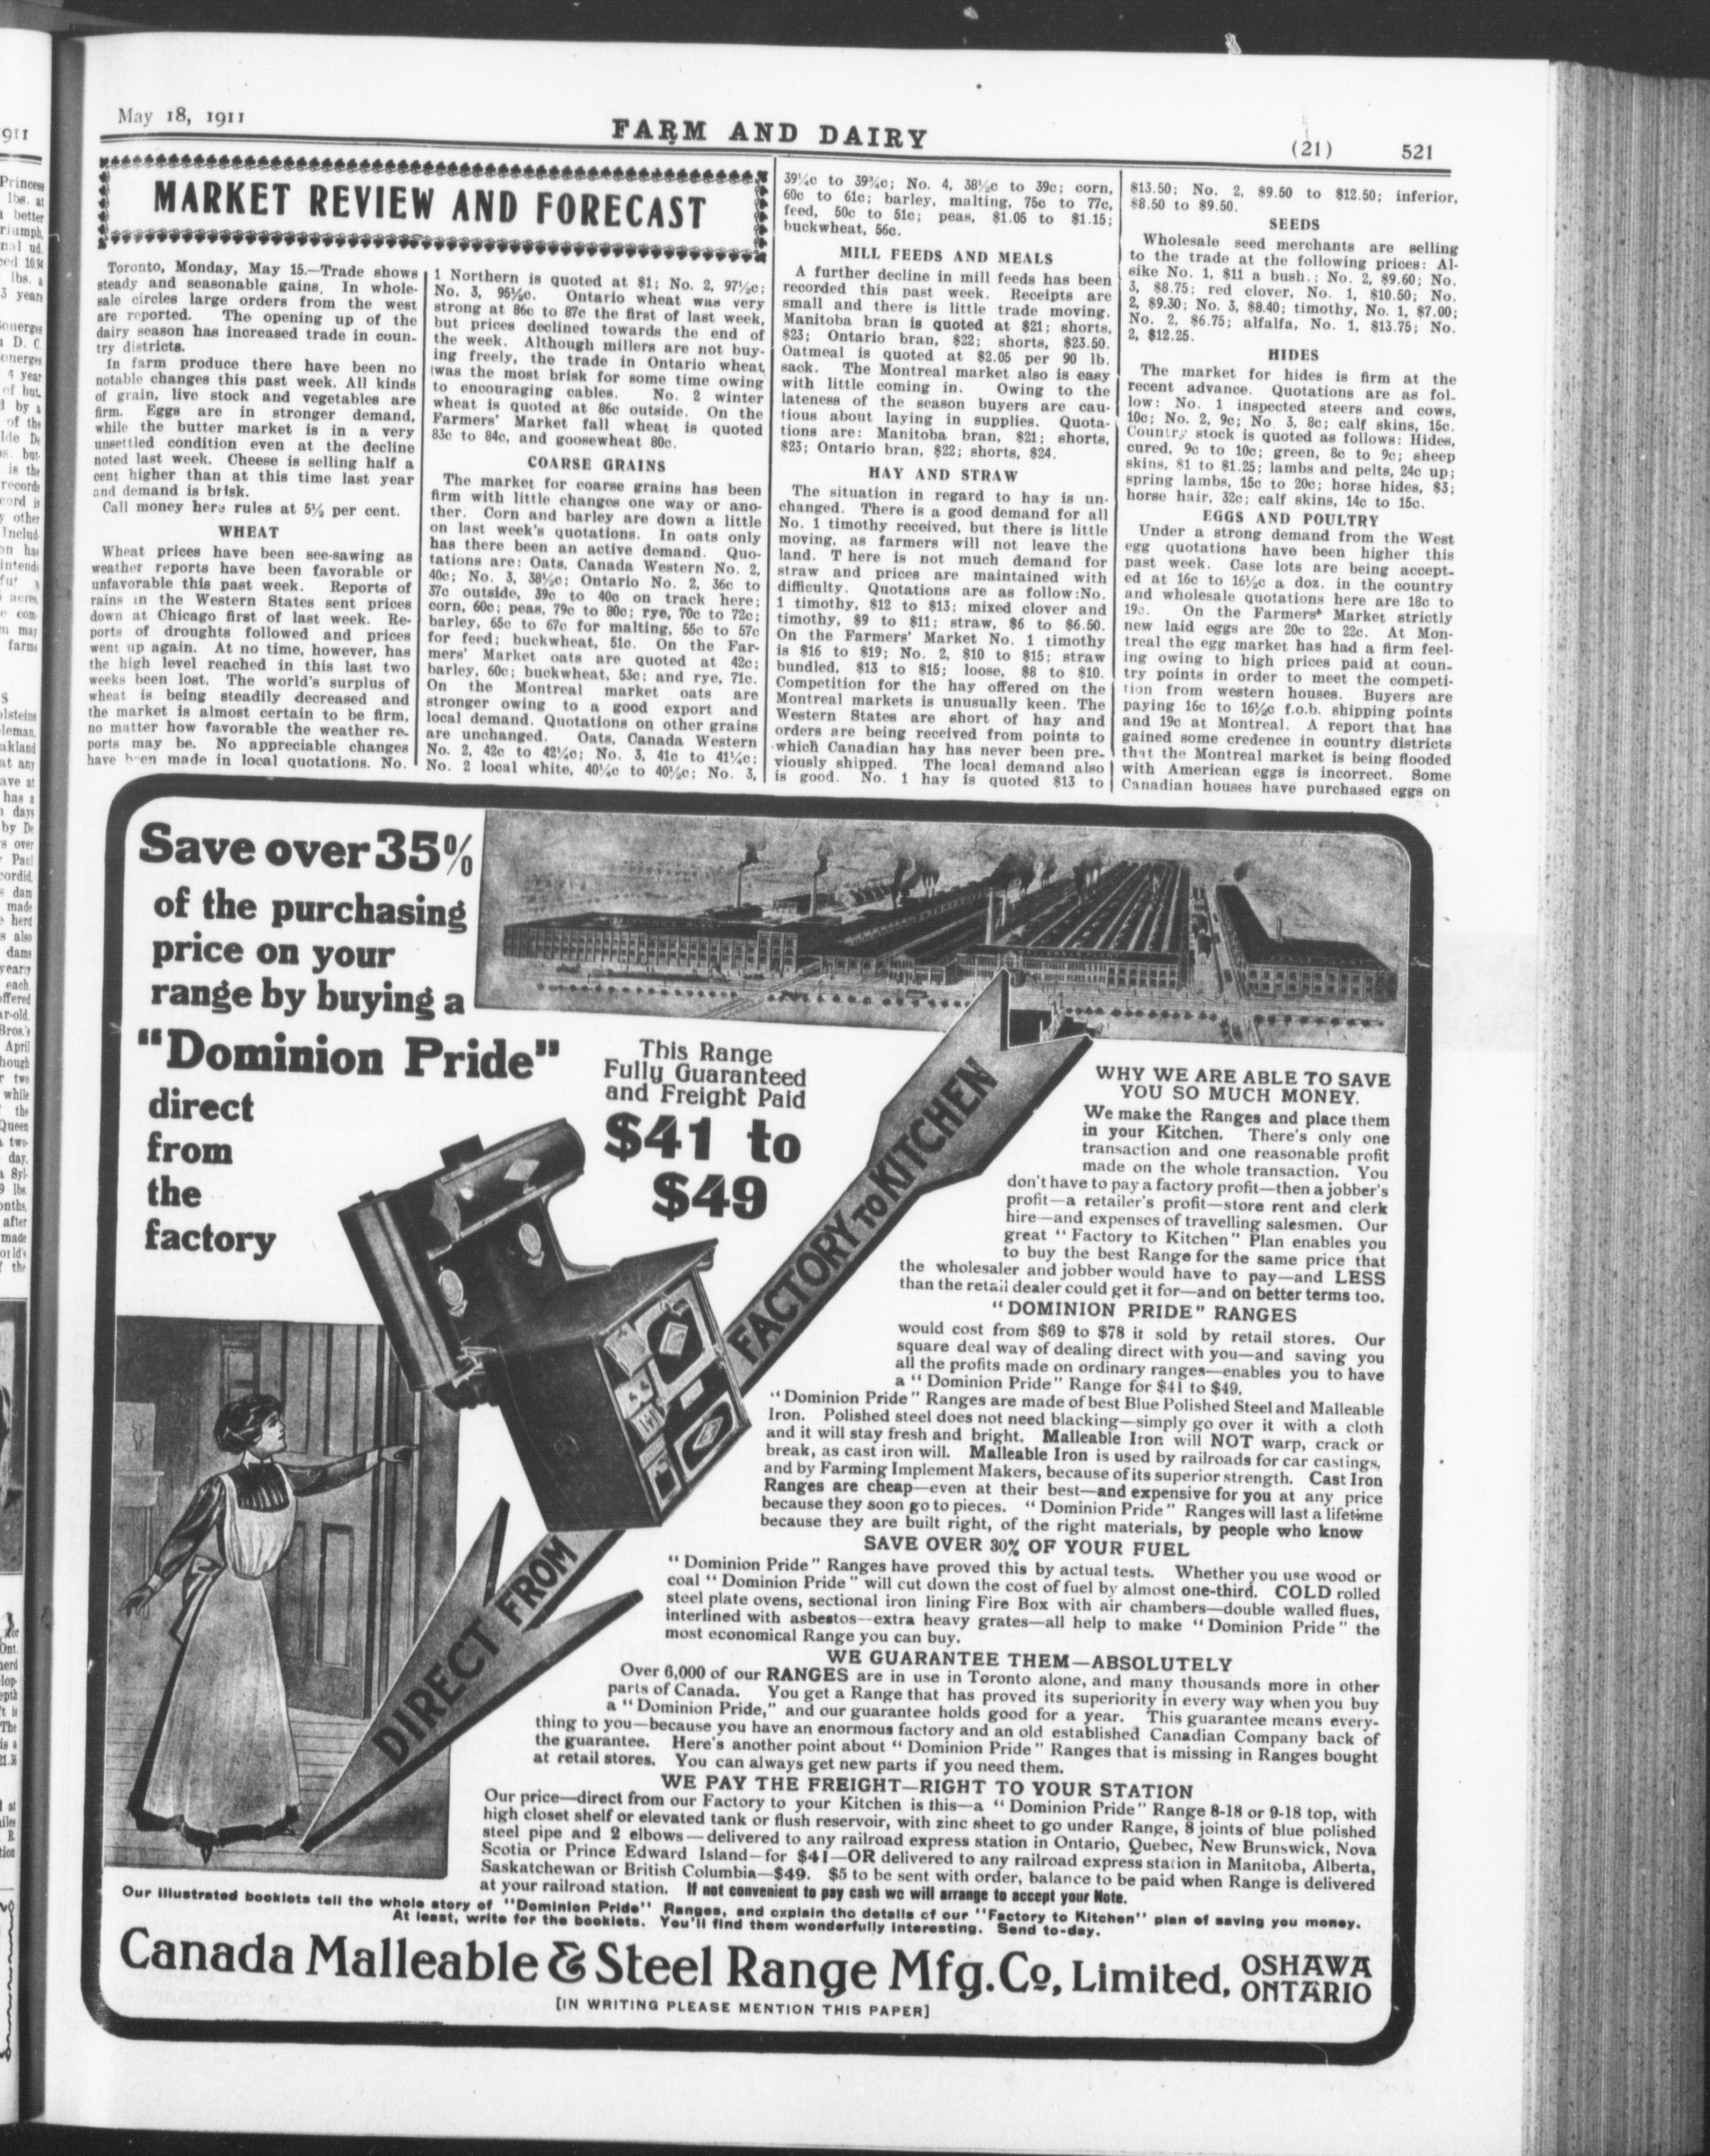 May 18, 1911
FARM AND DAIRY
(21) 521
MARKET REVIEW AND FORECAST
Toronto, Monday, May 15.—Trade shows
steady and seasonable gains. In whole-
sale circles large orders from the west
are reported. The opening up of the
dairy season has increased trade in coun-
try districts.
In farm produce there have been no
notable changes this past week. All kinds
of grain, live stock and vegetables are
firm. Eggs are in stronger demand,
while the butter market is in a very
unsettled condition even at the decline
noted last week. Cheese is selling half a
cent higher than at this time last year
and demand is brisk.
Call money here rules at 5½ per cent.
WHEAT
Wheat prices have been see-sawing as
weather reports have been favorable or
unfavorable this past week. Reports of
rains in the Western States sent prices
down at Chicago first of last week. Re-
ports of droughts followed and prices
went up again. At no time, however, has
the high level reached in this last two
weeks been lost. The world's surplus of
wheat is being steadily decreased and
the market is almost certain to be firm,
no matter how favorable the weather re-
ports may be. No appreciable changes
have been made in local quotations. No.
1 Northern is quoted at $1; No. 2, 97½c;
No. 3, 95½c. Ontario wheat was very
strong at 86c to 87c the first of last week,
but prices declined towards the end of
the week. Although millers are not buy-
ing freely, the trade in Ontario wheat
was the most brisk for some time owing
to encouraging cables. No. 2 winter
wheat is quoted at 86c outside. On the
Farmers' Market fall wheat is quoted
83c to 84c, and goosewheat 80c.
COARSE GRAINS
The market for coarse grains has been
firm with little changes one way or ano-
ther. Corn and barley are down a little
on last week's quotations. In oats only
has there been an active demand. Quo-
tations are: Oats, Canada Western No. 2,
40c; No. 3, 38½c; Ontario No. 2, 36c to
37c outside, 39c to 40c on track here;
corn, 60c; peas, 79c to 80c; rye, 70c to 72c;
barley, 65c to 67c for malting, 55c to 57c
for feed; buckwheat, 51c. On the Far-
mers' Market oats are quoted at 42c;
barley, 60c; buckwheat, 53c; and rye, 71c.
On the Montreal market oats are
stronger owing to a good export and
local demand. Quotations on other grains
are unchanged. Oats, Canada Western
No. 2, 42c to 42¼c; No. 3, 41c to 41¼c;
No. 2 local white, 40¼c to 40½c; No. 3,
39¼c to 39¾c; No. 4, 38½c to 39c; corn,
60c to 61c; barley, malting, 75c to 77c,
feed, 50c to 51c; peas, $1.05 to $1.15;
buckwheat, 56c.
MILL FEEDS AND MEALS
A further decline in mill feeds has been
recorded this past week. Receipts are
small and there is little trade moving.
Manitoba bran is quoted at $21; shorts,
$23; Ontario bran, $22; shorts, $23.50.
Oatmeal is quoted at $2.05 per 90 lb.
sack. The Montreal market also is easy
with little coming in. Owing to the
lateness of the season buyers are cau-
tious about laying in supplies. Quota-
tions are: Manitoba bran, $21; shorts,
$23; Ontario bran, $22; shorts, $24.
HAY AND STRAW
The situation in regard to hay is un-
changed. There is a good demand for all
No. 1 timothy received, but there is little
moving, as farmers will not leave the
land. T here is not much demand for
straw and prices are maintained with
difficulty. Quotations are as follow:No.
1 timothy, $12 to $13; mixed clover and
timothy, $9 to $11; straw, $6 to $6.50.
On the Farmers' Market No. 1 timothy
is $16 to $19; No. 2, $10 to $15; straw
bundled, $13 to $15; loose, $8 to $10.
Competition for the hay offered on the
Montreal markets is unusually keen. The
Western States are short of hay and
orders are being received from points to
which Canadian hay has never been pre-
viously shipped. The local demand also
is good. No. 1 hay is quoted $13 to
$13.50; No. 2, $9.50 to $12.50; inferior,
$8.50 to $9.50.
SEEDS
Wholesale seed merchants are selling
to the trade at the following prices: Al-
sike No. 1, $11 a bush.; No. 2, $9.60; No.
3, $8.75; red clover, No. 1, $10.50; No.
2, $9.30; No. 3, $8.40; timothy, No. 1, $7.00;
No. 2, $6.75; alfalfa, No. 1, $13.75; No.
2, $12.25.
HIDES
The market for hides is firm at the
recent advance. Quotations are as fol-
low: No. 1 inspected steers and cows,
10c; No. 2, 9c; No 3, 8c; calf skins, 15c.
Country stock is quoted as follows: Hides,
cured, 9c to 10c; green, 8c to 9c; sheep
skins, $1 to $1.25; lambs and pelts, 24c up;
spring lambs, 15c to 20c; horse hides, $3;
horse hair, 32c; calf skins, 14c to 15c.
EGGS AND POULTRY
Under a strong demand from the West
egg quotations have been higher this
past week. Case lots are being accept-
ed at 16c to 16½c a doz. in the country
and wholesale quotations here are 18c to
19c. On the Farmers' Market strictly
new laid eggs are 20c to 22c. At Mon-
treal the egg market has had a firm feel-
ing owing to high prices paid at coun-
try points in order to meet the competi-
tion from western houses. Buyers are
paying 16c to 16½c f.o.b. shipping points
and 19c at Montreal. A report that has
gained some credence in country districts
that the Montreal market is being flooded
with American eggs is incorrect. Some
Canadian houses have purchased eggs on
Save over 35%
of the purchasing
price on your
range by buying a
"Dominion Pride"
direct
from
the
factory
This Range
Fully Guaranteed
and Freight Paid
$41 to
$49
DIRECT FROM
FACTORY TO KITCHEN
WHY WE ARE ABLE TO SAVE
YOU SO MUCH MONEY.
We make the Ranges and place them
in your Kitchen. There's only one
transaction and one reasonable profit
made on the whole transaction. You
don't have to pay a factory profit—then a jobber's
profit—a retailer's profit—store rent and clerk
hire—and expenses of travelling salesmen. Our
great "Factory to Kitchen" Plan enables you
to buy the best Range for the same price that
the wholesaler and jobber would have to pay—and LESS
than the retail dealer could get it for—and on better terms too.
"DOMINION PRIDE" RANGES
would cost from $69 to $78 it sold by retail stores. Our
square deal way of dealing direct with you—and saving you
all the profits made on ordinary ranges—enables you to have
a "Dominion Pride" Range for $41 to $49.
"Dominion Pride" Ranges are made of best Blue Polished Steel and Malleable
Iron. Polished steel does not need blacking—simply go over it with a cloth
and it will stay fresh and bright. Malleable Iron will NOT warp, crack or
break, as cast iron will. Malleable Iron is used by railroads for car castings,
and by Farming Implement Makers, because of its superior strength. Cast Iron
Ranges are cheap—even at their best—and expensive for you at any price
because they soon go to pieces. "Dominion Pride" Ranges will last a lifetime
because they are built right, of the right materials, by people who know
SAVE OVER 30% OF YOUR FUEL
"Dominion Pride" Ranges have proved this by actual tests. Whether you use wood or
coal "Dominion Pride" will cut down the cost of fuel by almost one-third. COLD rolled
steel plate ovens, sectional iron lining Fire Box with air chambers—double walled flues,
interlined with asbestos—extra heavy grates—all help to make "Dominion Pride" the
most economical Range you can buy.
WE GUARANTEE THEM—ABSOLUTELY
Over 6,000 of our RANGES are in use in Toronto alone, and many thousands more in other
parts of Canada. You get a Range that has proved its superiority in every way when you buy
a "Dominion Pride," and our guarantee holds good for a year. This guarantee means every-
thing to you—because you have an enormous factory and an old established Canadian Company back of
the guarantee. Here's another point about "Dominion Pride" Ranges that is missing in Ranges bought
at retail stores. You can always get new parts if you need them.
WE PAY THE FREIGHT—RIGHT TO YOUR STATION
Our price—direct from our Factory to your Kitchen is this—a "Dominion Pride" Range 8-18 or 9-18 top, with
high closet shelf or elevated tank or flush reservoir, with zinc sheet to go under Range, 8 joints of blue polished
steel pipe and 2 elbows—delivered to any railroad express station in Ontario, Quebec, New Brunswick, Nova
Scotia or Prince Edward Island—for $41—OR delivered to any railroad express station in Manitoba, Alberta,
Saskatchewan or British Columbia—$49. $5 to be sent with order, balance to be paid when Range is delivered
at your railroad station. If not convenient to pay cash we will arrange to accept your Note.
Our illustrated booklets tell the whole story of "Dominion Pride" Ranges, and explain the details of our "Factory to Kitchen" plan of saving you money.
At least, write for the booklets. You'll find them wonderfully interesting. Send to-day.
Canada Malleable & Steel Range Mfg. Co., Limited, OSHAWA
ONTARIO
[IN WRITING PLEASE MENTION THIS PAPER]